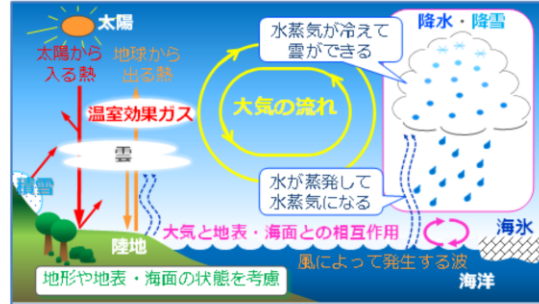 太陽
太陽から
入る熱
地球から
出る熱
温室効果ガス
雲
積雪
大気の流れ
水蒸気が冷えて
雲ができる
降水・降雪
水が蒸発して
水蒸気になる
大気と地表・海面との相互作用
陸地
海氷
風によって発生する波
海洋
地形や地表・海面の状態を考慮